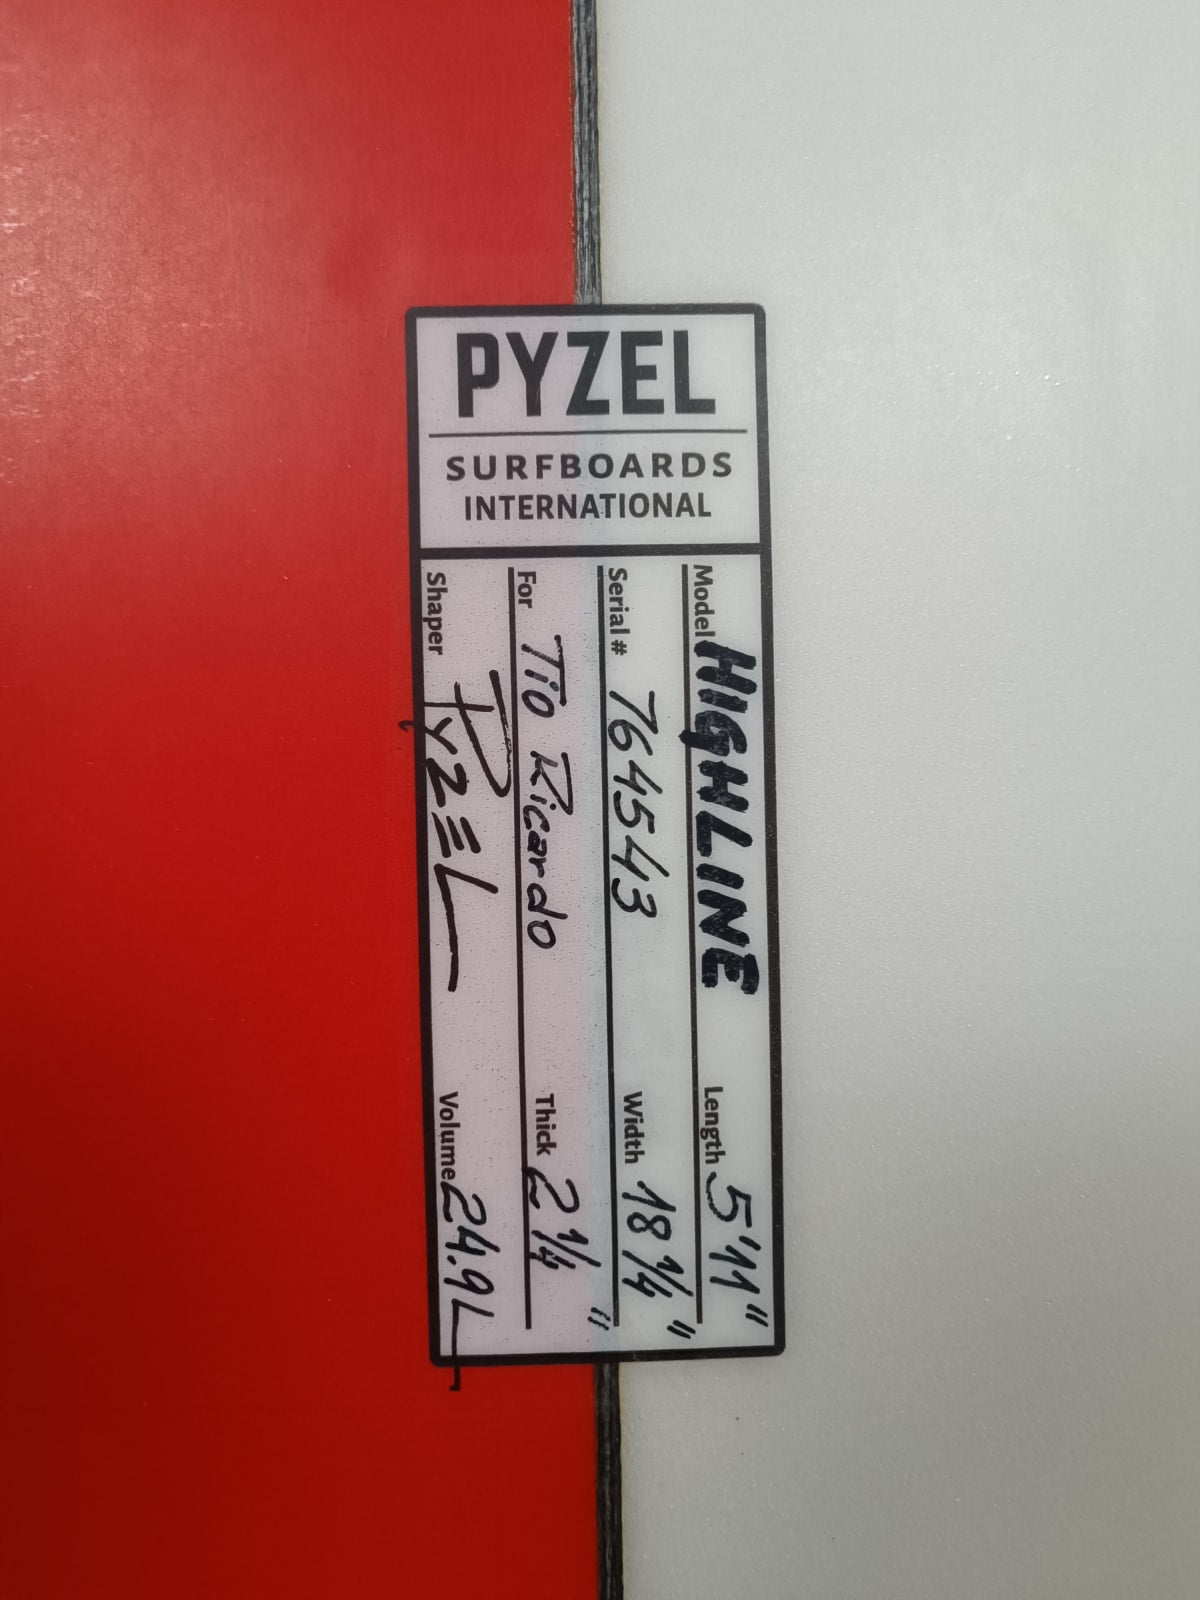 PYZEL
SURFBOARDS
INTERNATIONAL
Model HIGHLINE Length 5'11"
Serial # 764543 Width 18 1/4"
For Tio Ricardo Thick 2 1/4"
Shaper PYZEL Volume 24.9L